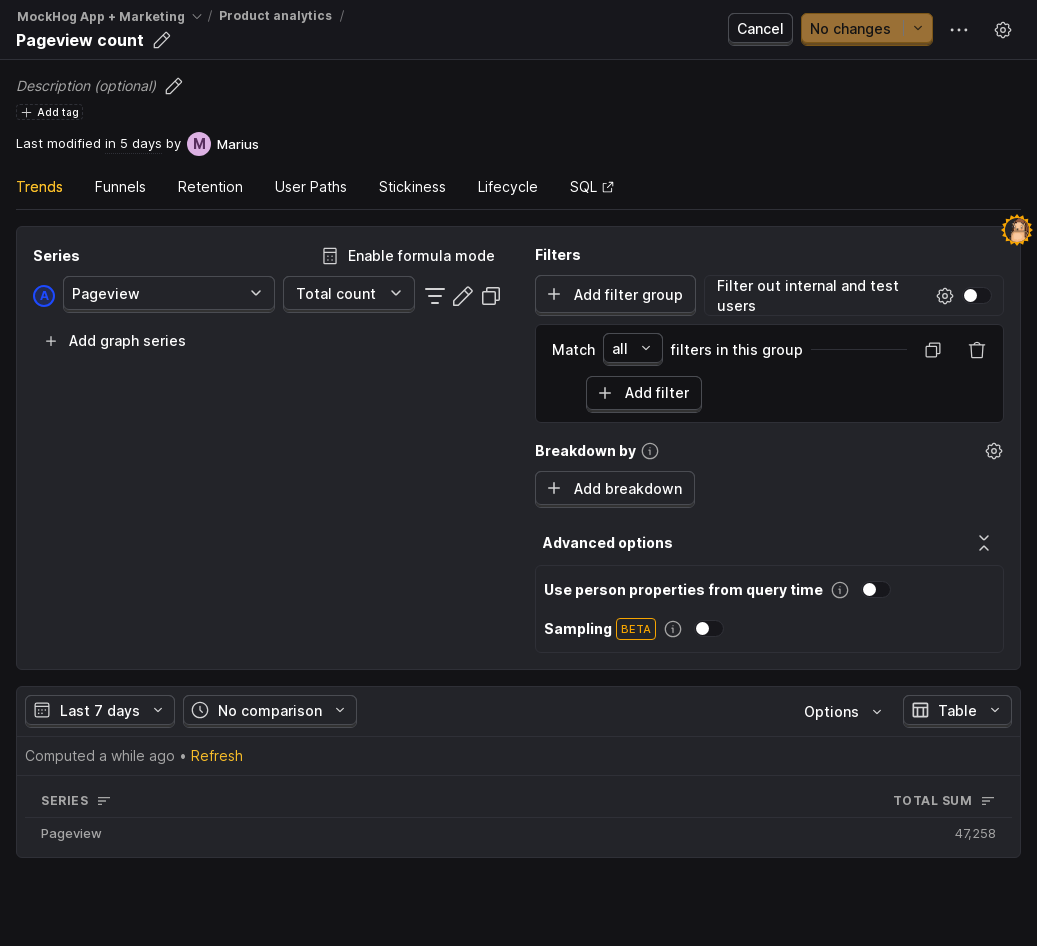 MockHog App + Marketing / Product analytics /
Pageview count
Cancel
No changes
Description (optional)
Add tag
Last modified in 5 days by M Marius
Trends
Funnels
Retention
User Paths
Stickiness
Lifecycle
SQL
Series
Enable formula mode
A
Pageview
Total count
Add graph series
Filters
Add filter group
Filter out internal and test
users
Match all filters in this group
Add filter
Breakdown by
Add breakdown
Advanced options
Use person properties from query time
Sampling BETA
Last 7 days
No comparison
Options
Table
Computed a while ago • Refresh
SERIES
TOTAL SUM
Pageview
47,258